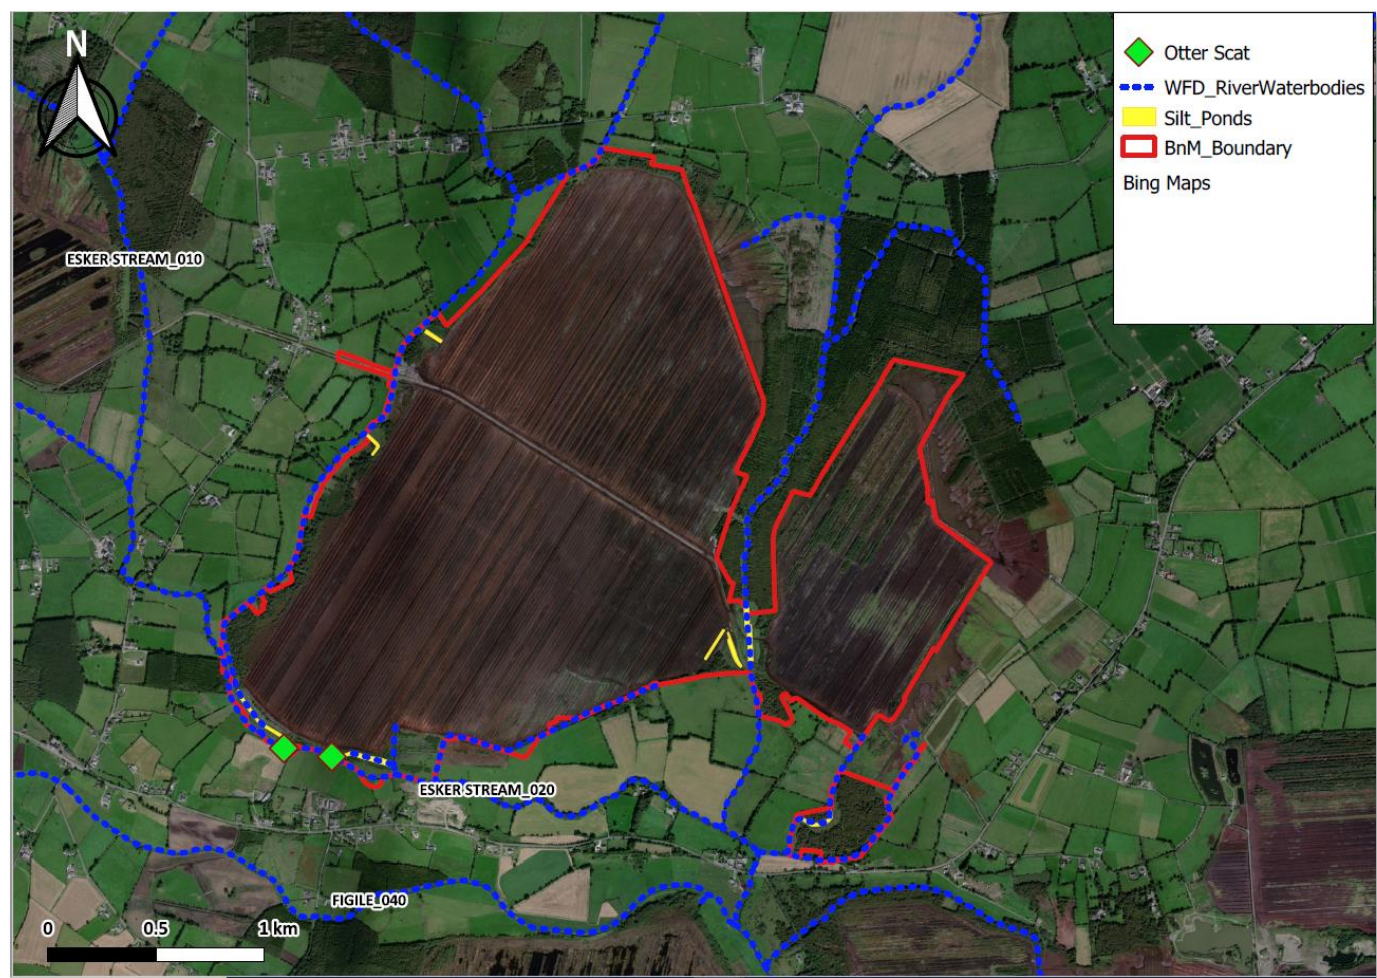 N
Otter Scat
WFD_RiverWaterbodies
Silt_Ponds
BnM_Boundary
Bing Maps
ESKER STREAM_010
ESKER STREAM_020
FIGILE_040
0 0.5 1 km